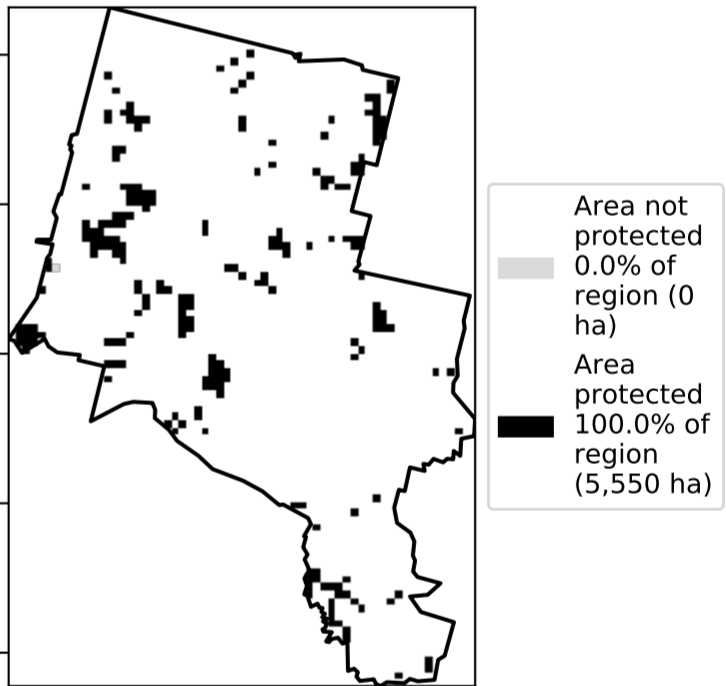 Area not
protected
0.0% of
region (0
ha)
Area
protected
100.0% of
region
(5,550 ha)